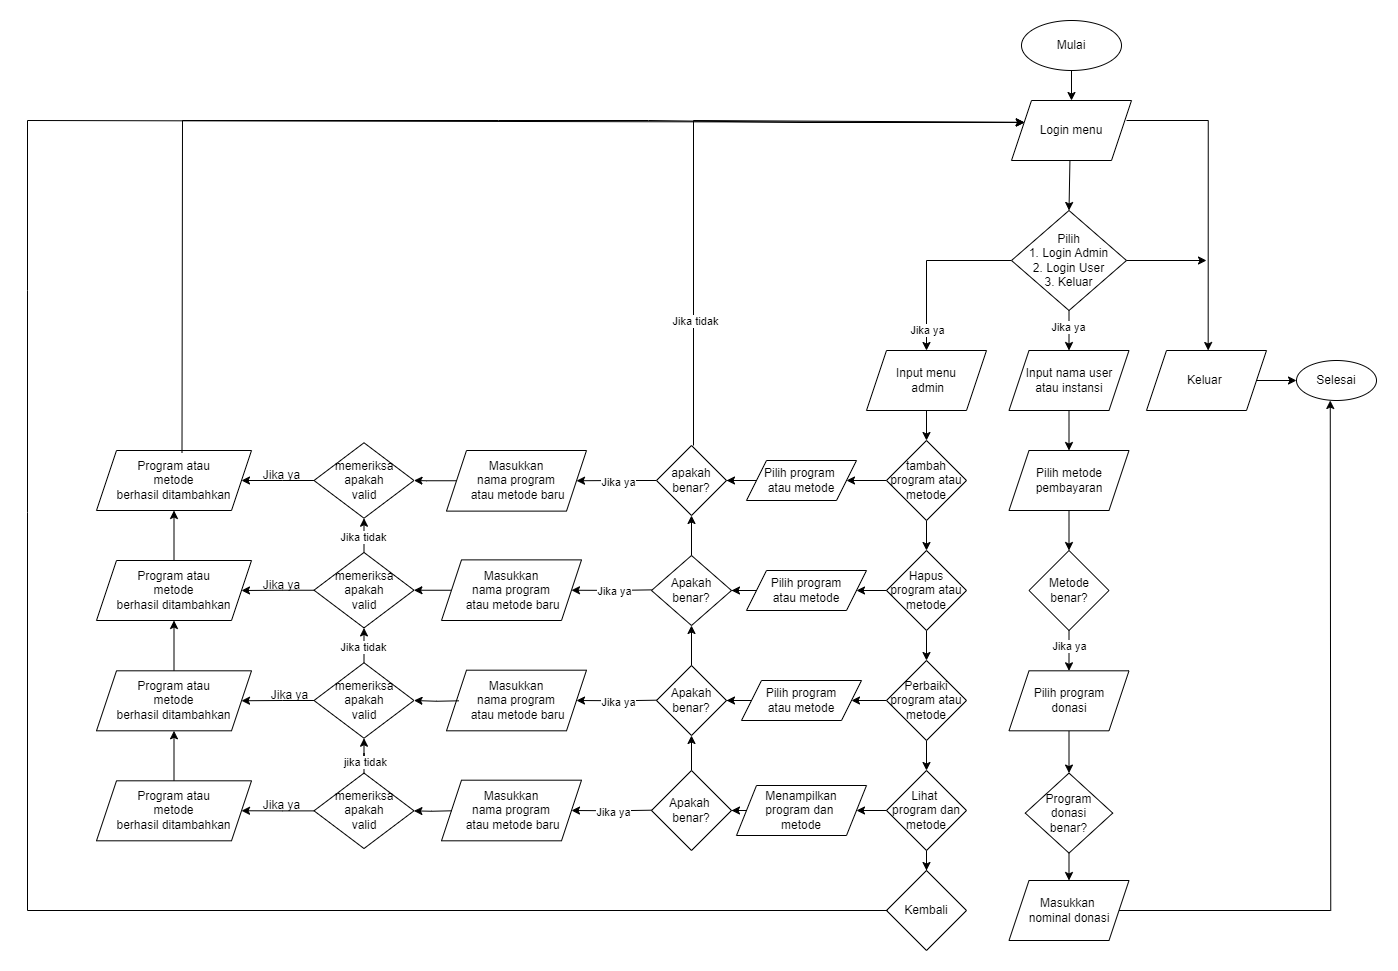 Mulai
Login menu
Pilih
1. Login Admin
2. Login User
3. Keluar
Jika tidak
Jika ya
Jika ya
Input menu
admin
Input nama user
atau instansi
Keluar
Selesai
Program atau
metode
berhasil ditambahkan
Jika ya
memeriksa
apakah
valid
Masukkan
nama program
atau metode baru
Jika ya
apakah
benar?
Pilih program
atau metode
tambah
program atau
metode
Pilih metode
pembayaran
Jika tidak
Program atau
metode
berhasil ditambahkan
Jika ya
memeriksa
apakah
valid
Masukkan
nama program
atau metode baru
Jika ya
Apakah
benar?
Pilih program
atau metode
Hapus
program atau
metode
Metode
benar?
Jika tidak
Jika ya
Program atau
metode
berhasil ditambahkan
Jika ya
memeriksa
apakah
valid
Masukkan
nama program
atau metode baru
Jika ya
Apakah
benar?
Pilih program
atau metode
Perbaiki
program atau
metode
Pilih program
donasi
jika tidak
Program atau
metode
berhasil ditambahkan
Jika ya
memeriksa
apakah
valid
Masukkan
nama program
atau metode baru
Jika ya
Apakah
benar?
Menampilkan
program dan
metode
Lihat
program dan
metode
Program
donasi
benar?
Kembali
Masukkan
nominal donasi